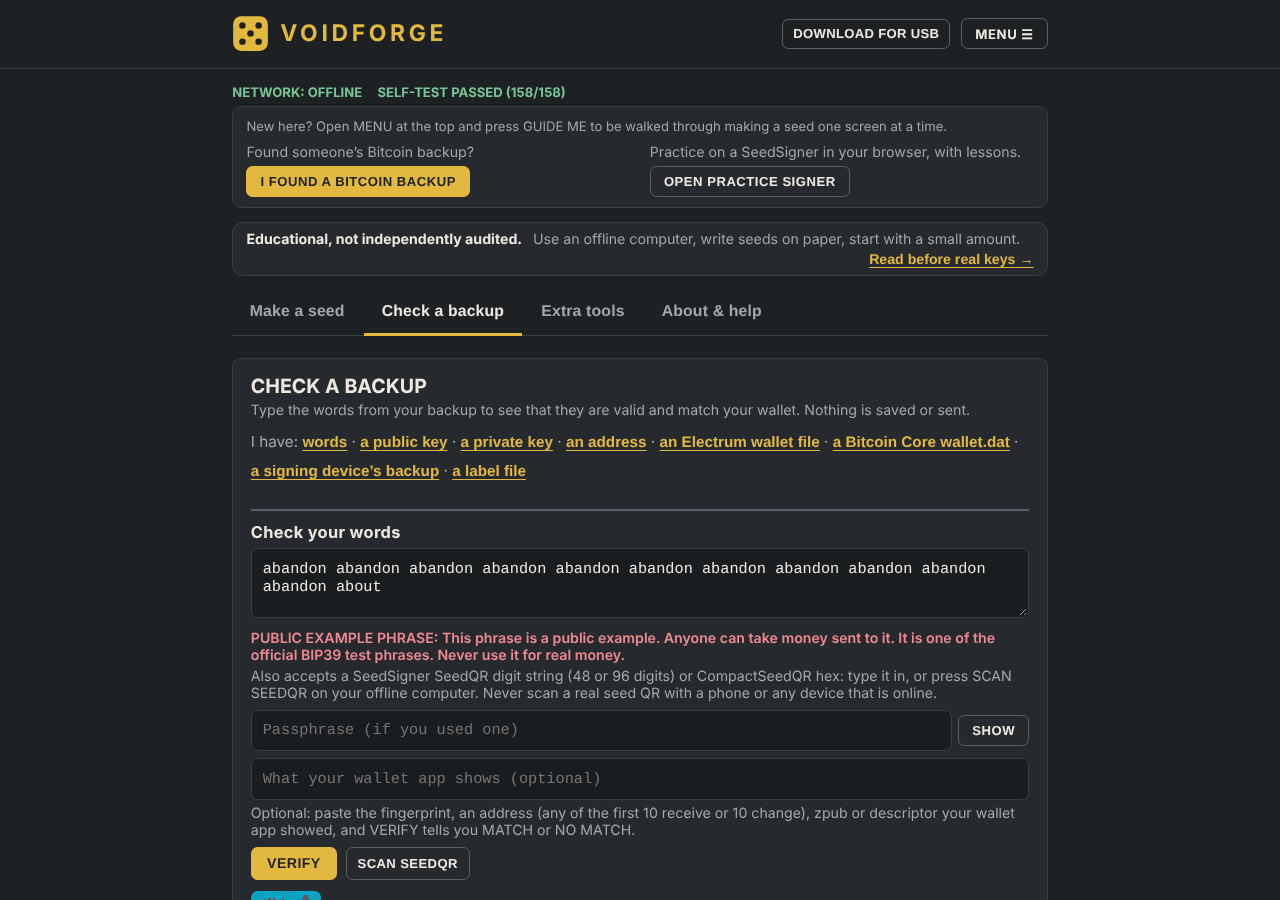 VOIDFORGE
DOWNLOAD FOR USB
MENU ☰
NETWORK: OFFLINE SELF-TEST PASSED (158/158)
New here? Open MENU at the top and press GUIDE ME to be walked through making a seed one screen at a time.
Found someone’s Bitcoin backup?
I FOUND A BITCOIN BACKUP
Practice on a SeedSigner in your browser, with lessons.
OPEN PRACTICE SIGNER
Educational, not independently audited. Use an offline computer, write seeds on paper, start with a small amount.
Read before real keys →
Make a seed Check a backup Extra tools About & help
CHECK A BACKUP
Type the words from your backup to see that they are valid and match your wallet. Nothing is saved or sent.
I have: words · a public key · a private key · an address · an Electrum wallet file · a Bitcoin Core wallet.dat ·
a signing device’s backup · a label file
Check your words
abandon abandon abandon abandon abandon abandon abandon abandon abandon abandon
abandon about
PUBLIC EXAMPLE PHRASE: This phrase is a public example. Anyone can take money sent to it. It is one of the
official BIP39 test phrases. Never use it for real money.
Also accepts a SeedSigner SeedQR digit string (48 or 96 digits) or CompactSeedQR hex: type it in, or press SCAN
SEEDQR on your offline computer. Never scan a real seed QR with a phone or any device that is online.
Passphrase (if you used one)
SHOW
What your wallet app shows (optional)
Optional: paste the fingerprint, an address (any of the first 10 receive or 10 change), zpub or descriptor your wallet
app showed, and VERIFY tells you MATCH or NO MATCH.
VERIFY
SCAN SEEDQR